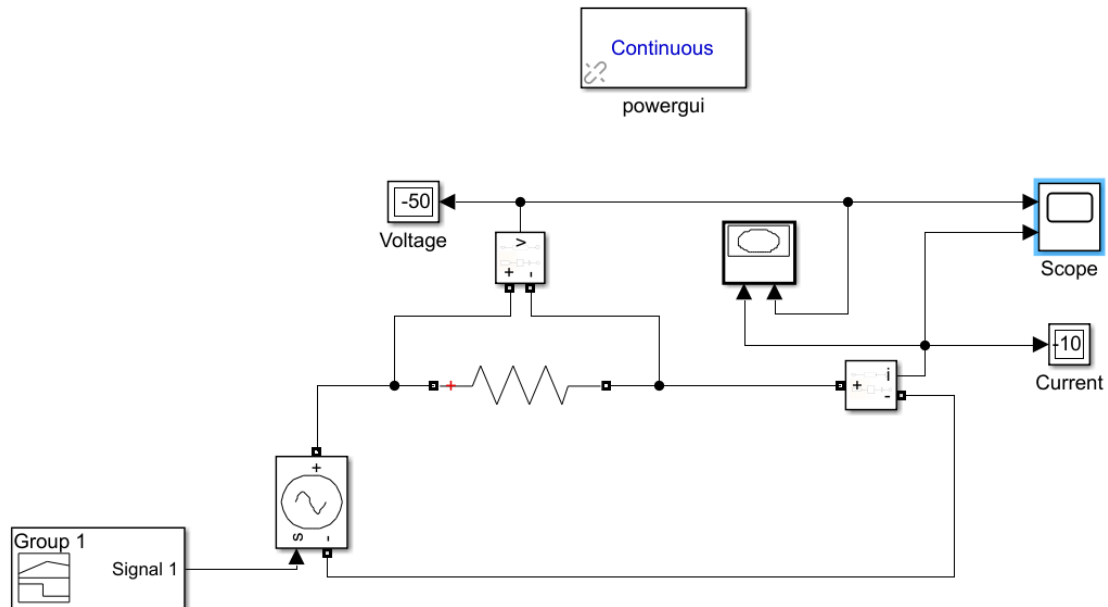 Continuous
powergui
-50
Voltage
v
+ -
Scope
-10
Current
i
+
-
+
+
s -
Group 1
Signal 1